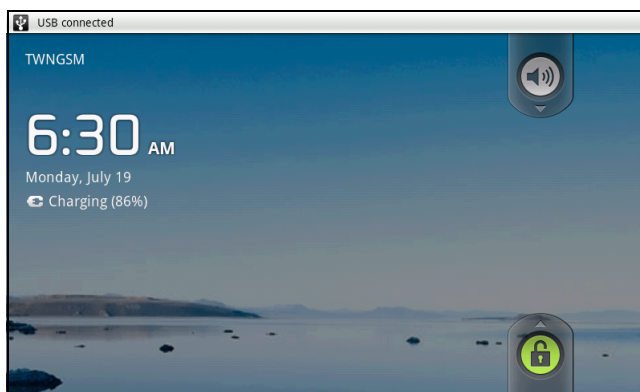 USB connected
TWNGSM
6:30 AM
Monday, July 19
Charging (86%)